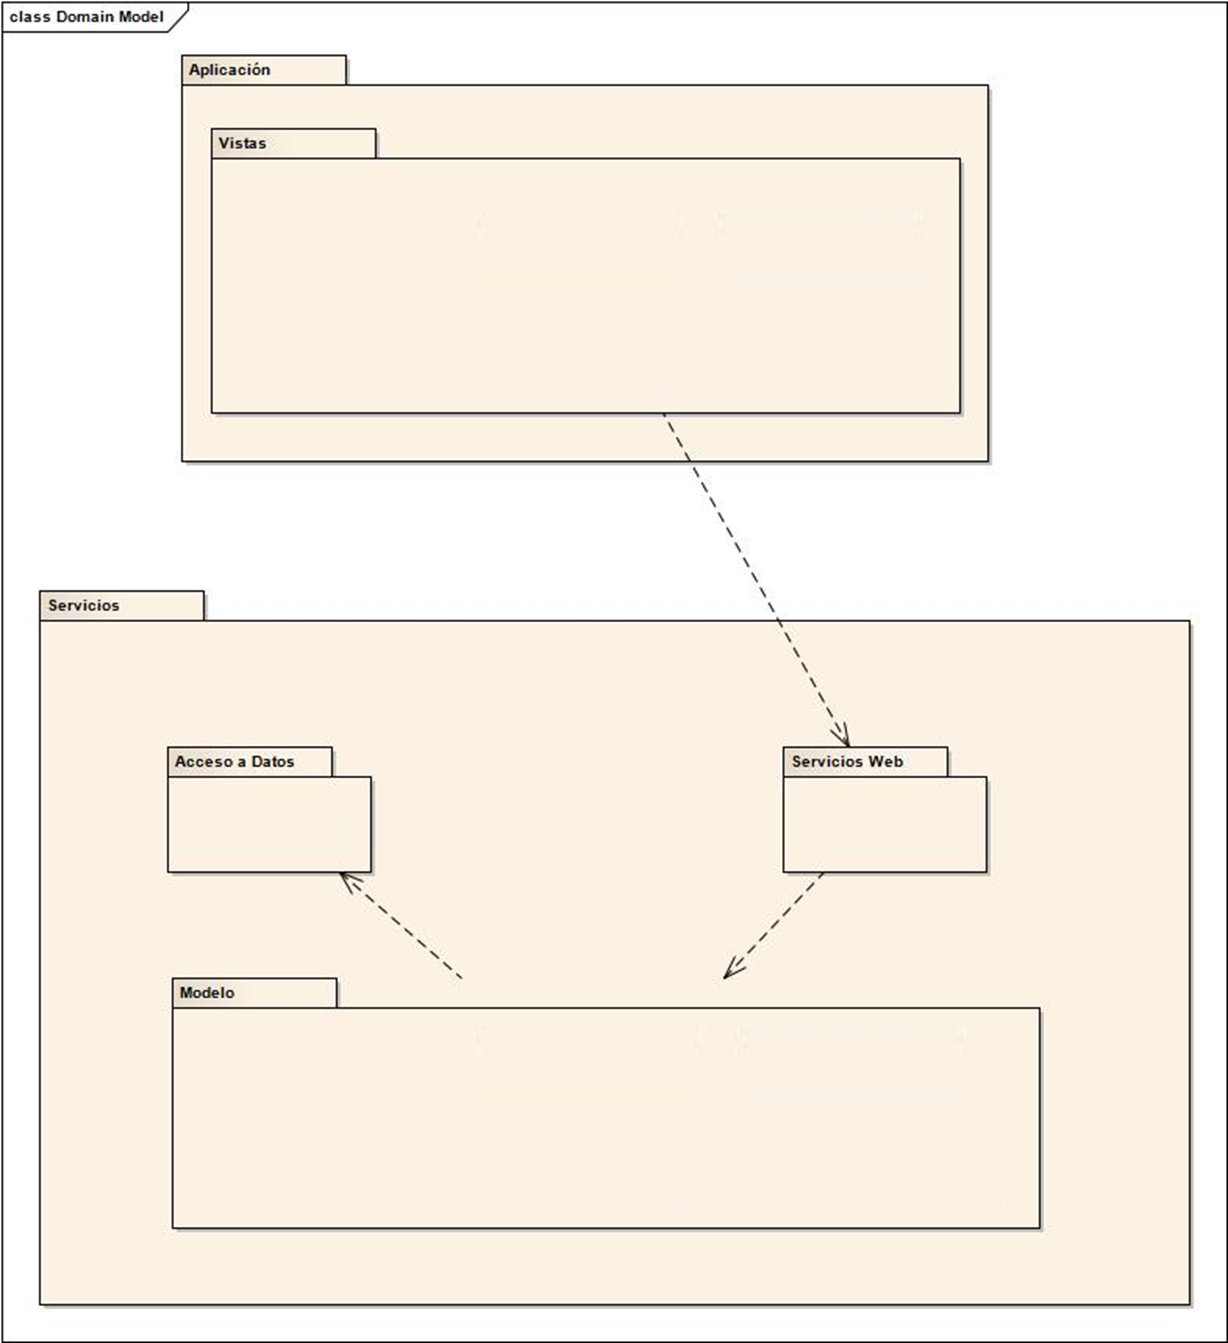 class Domain Model
Aplicación
Vistas
Servicios
Acceso a Datos
Servicios Web
Modelo